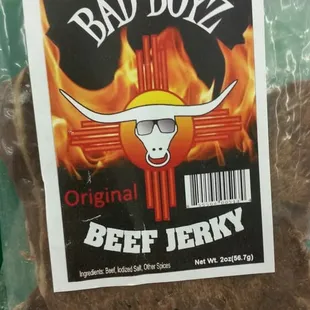 BAD BOYZ
Original
BEEF JERKY
Ingredients: Beef, Iodized Salt, Other Spices
Net Wt. 2oz(56.7g)